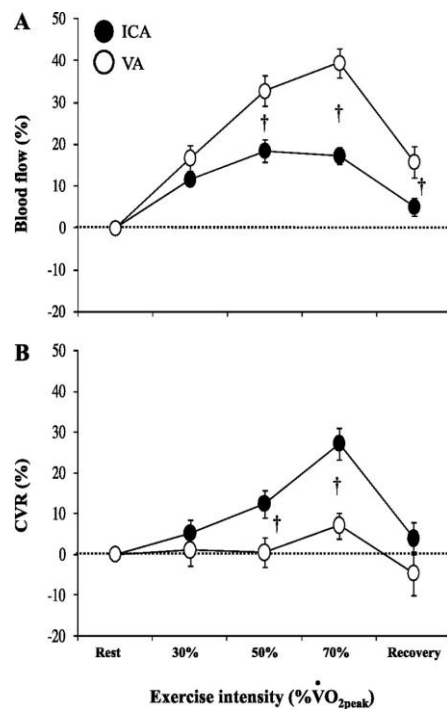 A
ICA
VA
†
†
†
Blood flow (%)
50
40
30
20
10
0
-10
-20
B
†
†
CVR (%)
50
40
30
20
10
0
-10
-20
Rest 30% 50% 70% Recovery
Exercise intensity (%V̇O₂peak)